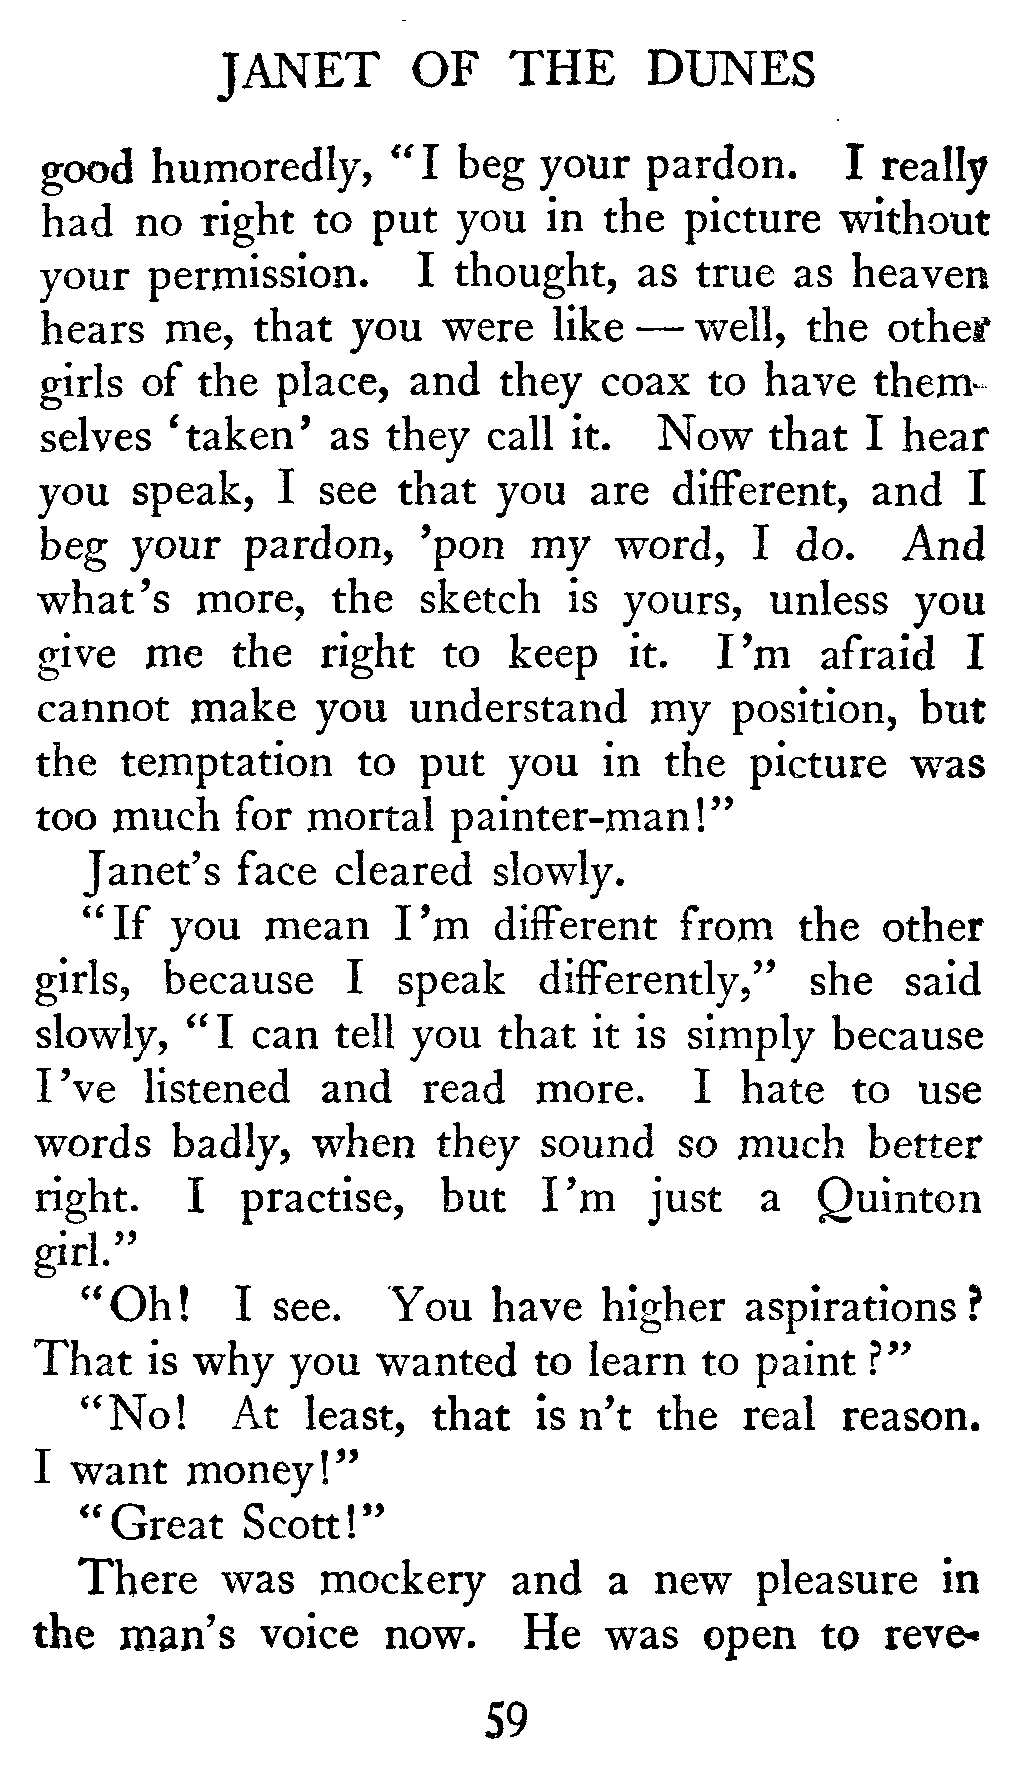 JANET OF THE DUNES
good humoredly, "I beg your pardon. I really
had no right to put you in the picture without
your permission. I thought, as true as heaven
hears me, that you were like — well, the other
girls of the place, and they coax to have them-
selves 'taken' as they call it. Now that I hear
you speak, I see that you are different, and I
beg your pardon, 'pon my word, I do. And
what's more, the sketch is yours, unless you
give me the right to keep it. I'm afraid I
cannot make you understand my position, but
the temptation to put you in the picture was
too much for mortal painter-man!"
Janet's face cleared slowly.
"If you mean I'm different from the other
girls, because I speak differently," she said
slowly, "I can tell you that it is simply because
I've listened and read more. I hate to use
words badly, when they sound so much better
right. I practise, but I'm just a Quinton
girl."
"Oh! I see. You have higher aspirations?
That is why you wanted to learn to paint?"
"No! At least, that is n't the real reason.
I want money!"
"Great Scott!"
There was mockery and a new pleasure in
the man's voice now. He was open to reve-
59